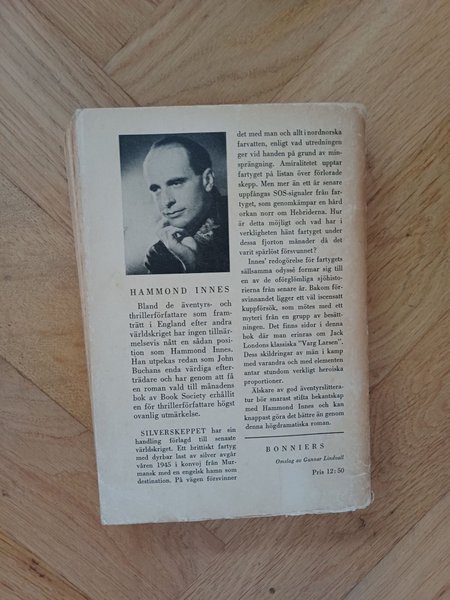 HAMMOND INNES
Bland de äventyrs- och
thrillerförfattare som fram-
trätt i England efter andra
världskriget har ingen tillnär-
melsevis nått en sådan posi-
tion som Hammond Innes.
Han utpekas redan som John
Buchans enda värdiga efter-
trädare och har genom att få
en roman vald till månadens
bok av Book Society erhållit
en för thrillerförfattare högst
ovanlig utmärkelse.
SILVERSKEPPET har sin
handling förlagd till senaste
världskriget. Ett brittiskt fartyg
med dyrbar last av silver avgår
våren 1945 i konvoj från Mur-
mansk med en engelsk hamn som
destination. På vägen försvinner
det med man och allt i nordnorska
farvatten, enligt vad utredningen
ger vid handen på grund av min-
sprängning. Amiralitetet upptar
fartyget på listan över förlorade
skepp. Men mer än ett år senare
uppfångas SOS-signaler från far-
tyget, som genomkämpar en hård
orkan norr om Hebriderna. Hur
är detta möjligt och vad har i
verkligheten hänt fartyget under
dessa fjorton månader då det
varit spårlöst försvunnet?
Innes' redogörelse för fartygets
sällsamma odyssé formar sig till
en av de oförglömliga sjöhisto-
rierna från senare år. Bakom för-
svinnandet ligger ett väl iscensatt
kuppförsök, som möttes med ett
myteri från en grupp av besätt-
ningen. Det finns sidor i denna
bok där man erinras om Jack
Londons klassiska "Varg Larsen".
Dess skildringar av män i kamp
med varandra och med elementen
antar stundom verkligt heroiska
proportioner.
Älskare av god äventyrslittera-
tur bör snarast stifta bekantskap
med Hammond Innes och kan
knappast göra det bättre än genom
denna högdramatiska roman.
BONNIERS
Omslag av Gunnar Lindvall
Pris 12:50